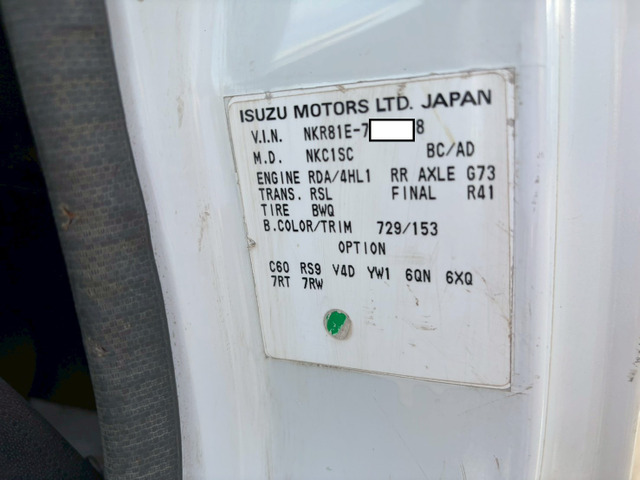 ISUZU MOTORS LTD. JAPAN
V.I.N. NKR81E-7 8
M.D. NKC1SC BC/AD
ENGINE RDA/4HL1 RR AXLE G73
TRANS. RSL FINAL R41
TIRE BWQ
B.COLOR/TRIM 729/153
OPTION
C60 RS9 V4D YW1 6QN 6XQ
7RT 7RW